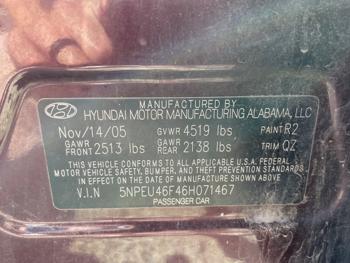 MANUFACTURED BY
HYUNDAI MOTOR MANUFACTURING ALABAMA, LLC
Nov/14/05 GVWR 4519 lbs PAINT R2
GAWR FRONT 2513 lbs GAWR REAR 2138 lbs TRIM QZ
THIS VEHICLE CONFORMS TO ALL APPLICABLE U.S. FEDERAL
MOTOR VEHICLE SAFETY, BUMPER, AND THEFT PREVENTION STANDARDS
IN EFFECT ON THE DATE OF MANUFACTURE SHOWN ABOVE.
V.I.N 5NPEU46F46H071467
PASSENGER CAR